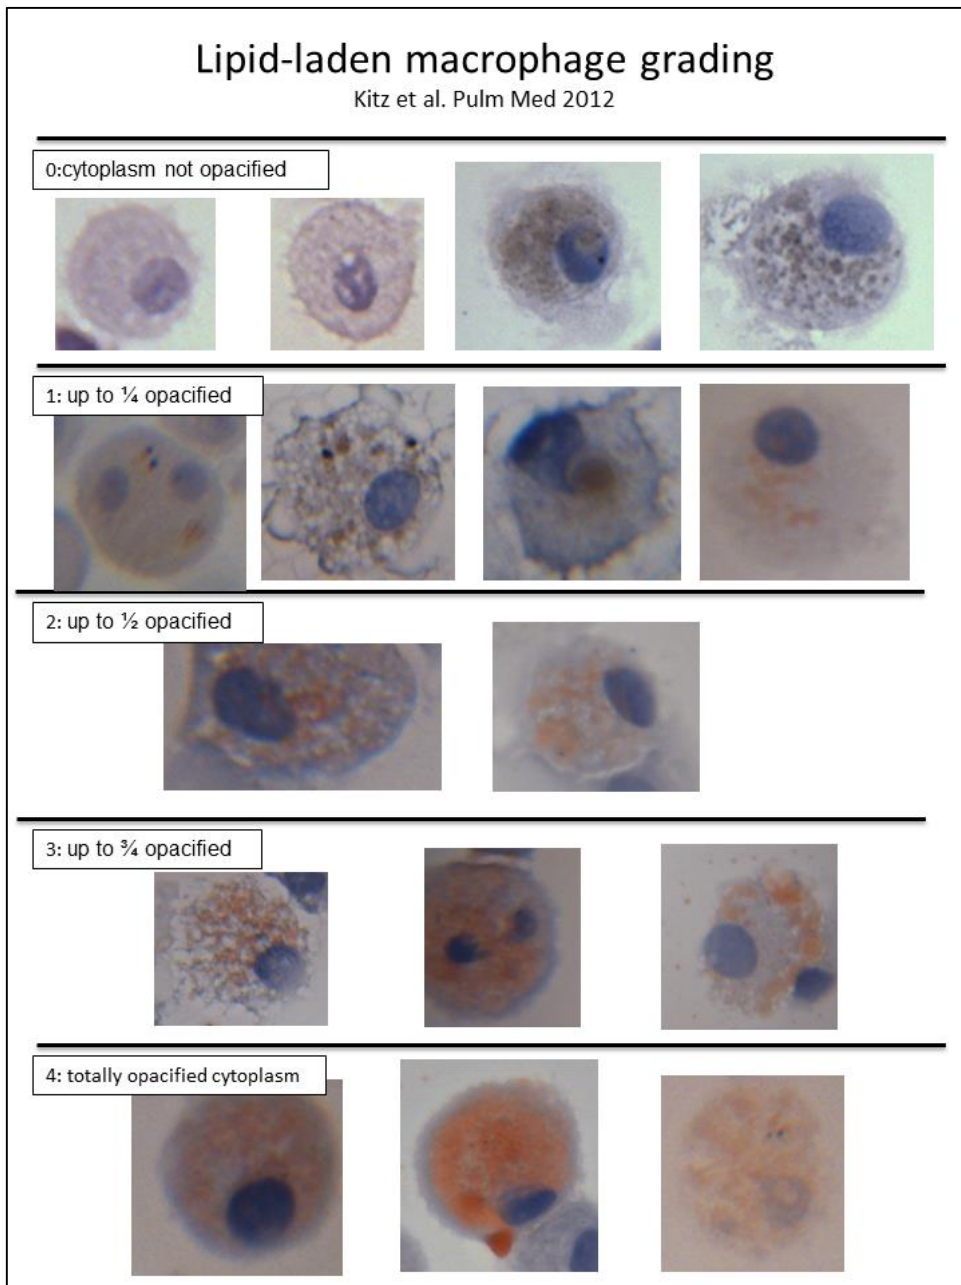 Lipid-laden macrophage grading
Kitz et al. Pulm Med 2012
0:cytoplasm not opacified
1: up to ¼ opacified
2: up to ½ opacified
3: up to ¾ opacified
4: totally opacified cytoplasm